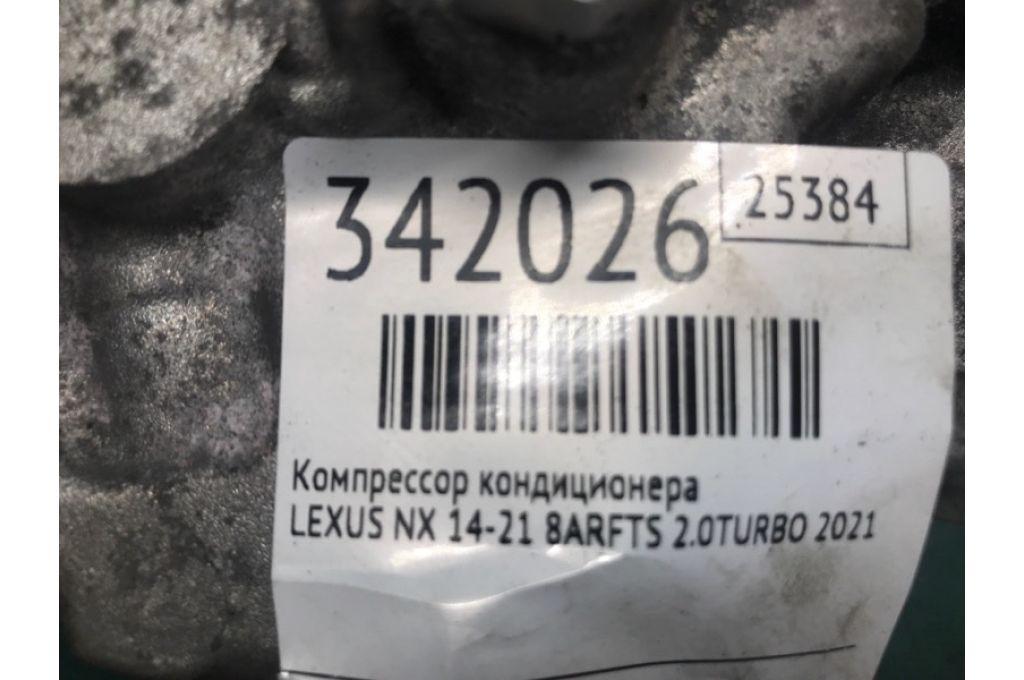 342026
25384
Компрессор кондиционера
LEXUS NX 14-21 8ARFTS 2.0TURBO 2021